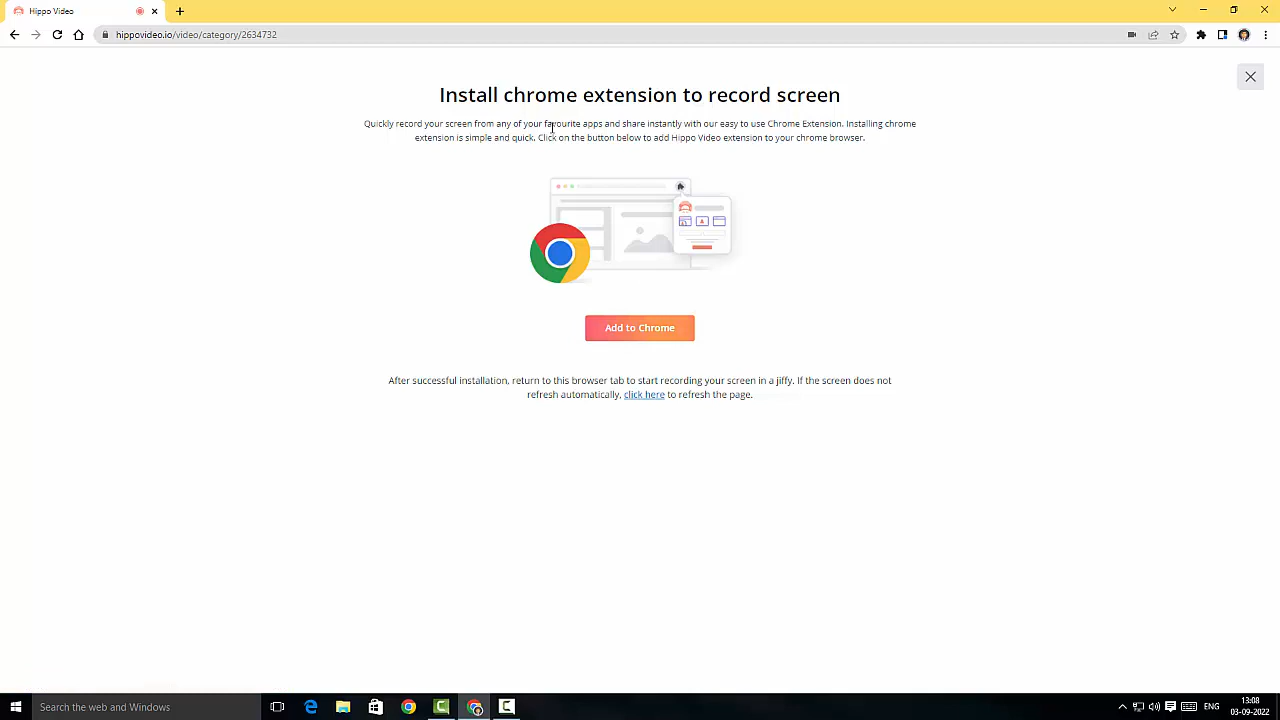 Hippo Video
hippovideo.io/video/category/2634732
Install chrome extension to record screen
Quickly record your screen from any of your favourite apps and share instantly with our easy to use Chrome Extension. Installing chrome
extension is simple and quick. Click on the button below to add Hippo Video extension to your chrome browser.
Add to Chrome
After successful installation, return to this browser tab to start recording your screen in a jiffy. If the screen does not
refresh automatically, click here to refresh the page.
Search the web and Windows
ENG
13:08
03-09-2022